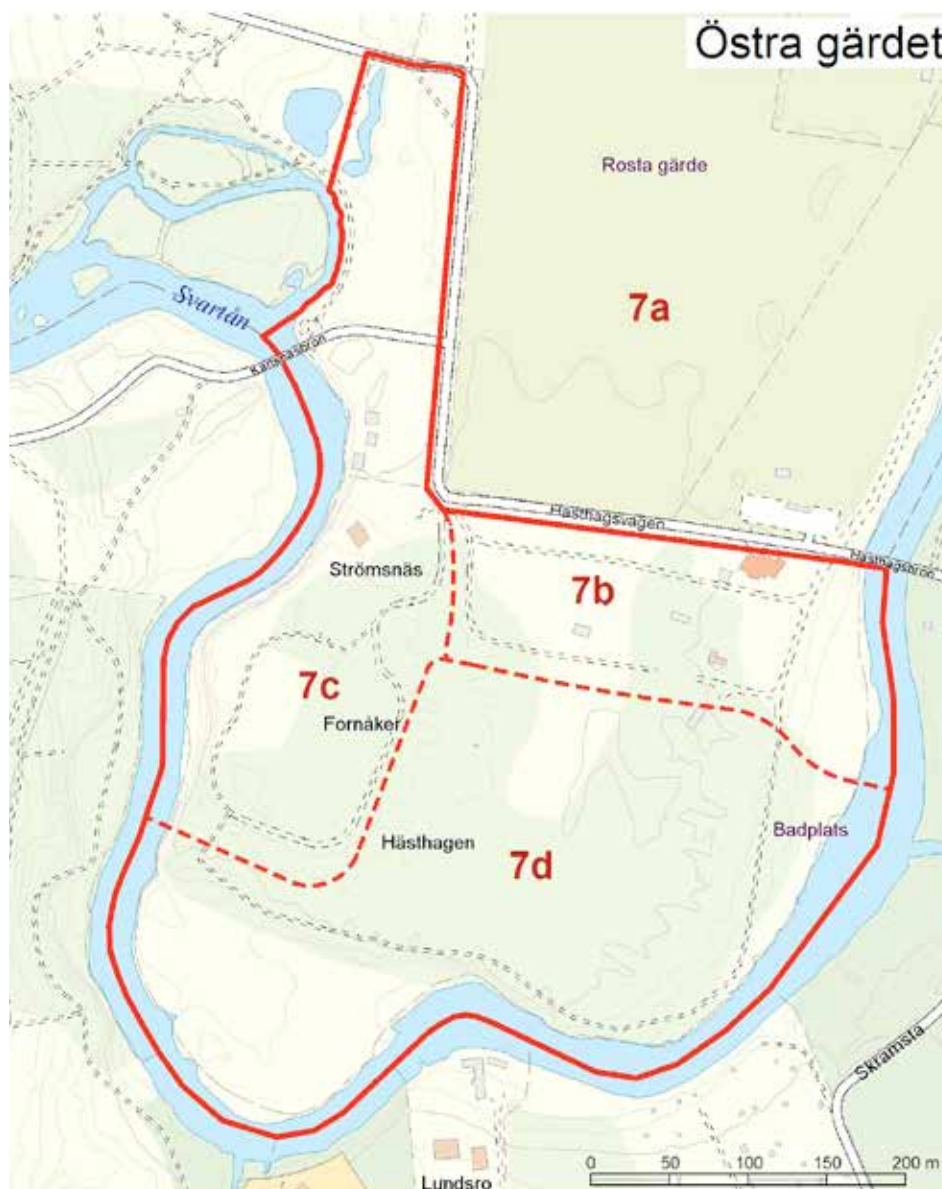 Östra gärdet
Rosta gärde
7a
Svartån
Karlslundsbron
Hästhagsvägen
Hästhagsbron
Strömsnäs
7b
7c
Fornåker
Hästhagen
7d
Badplats
Skramsta
Lundsro
0 50 100 150 200 m